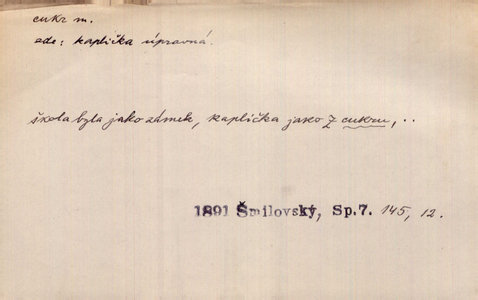 cukr m.
zde: kaplička úpravná.
škola byla jako zámek, kaplička jako z cukru, ..
1891 Šmilovský, Sp.7. 145, 12.